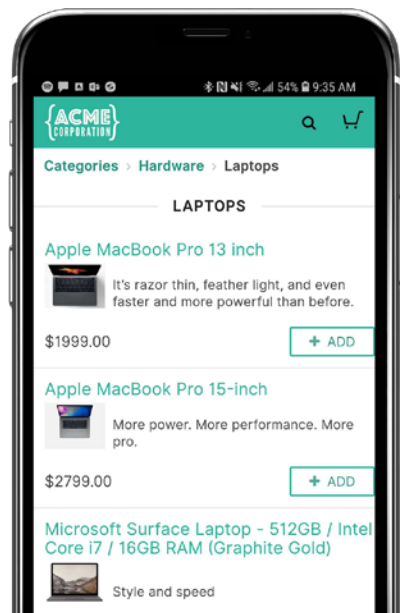 54% 9:35 AM
{ACME}
CORPORATION
Categories > Hardware > Laptops
LAPTOPS
Apple MacBook Pro 13 inch
It's razor thin, feather light, and even
faster and more powerful than before.
$1999.00
+ ADD
Apple MacBook Pro 15-inch
More power. More performance. More
pro.
$2799.00
+ ADD
Microsoft Surface Laptop - 512GB / Intel
Core i7 / 16GB RAM (Graphite Gold)
Style and speed